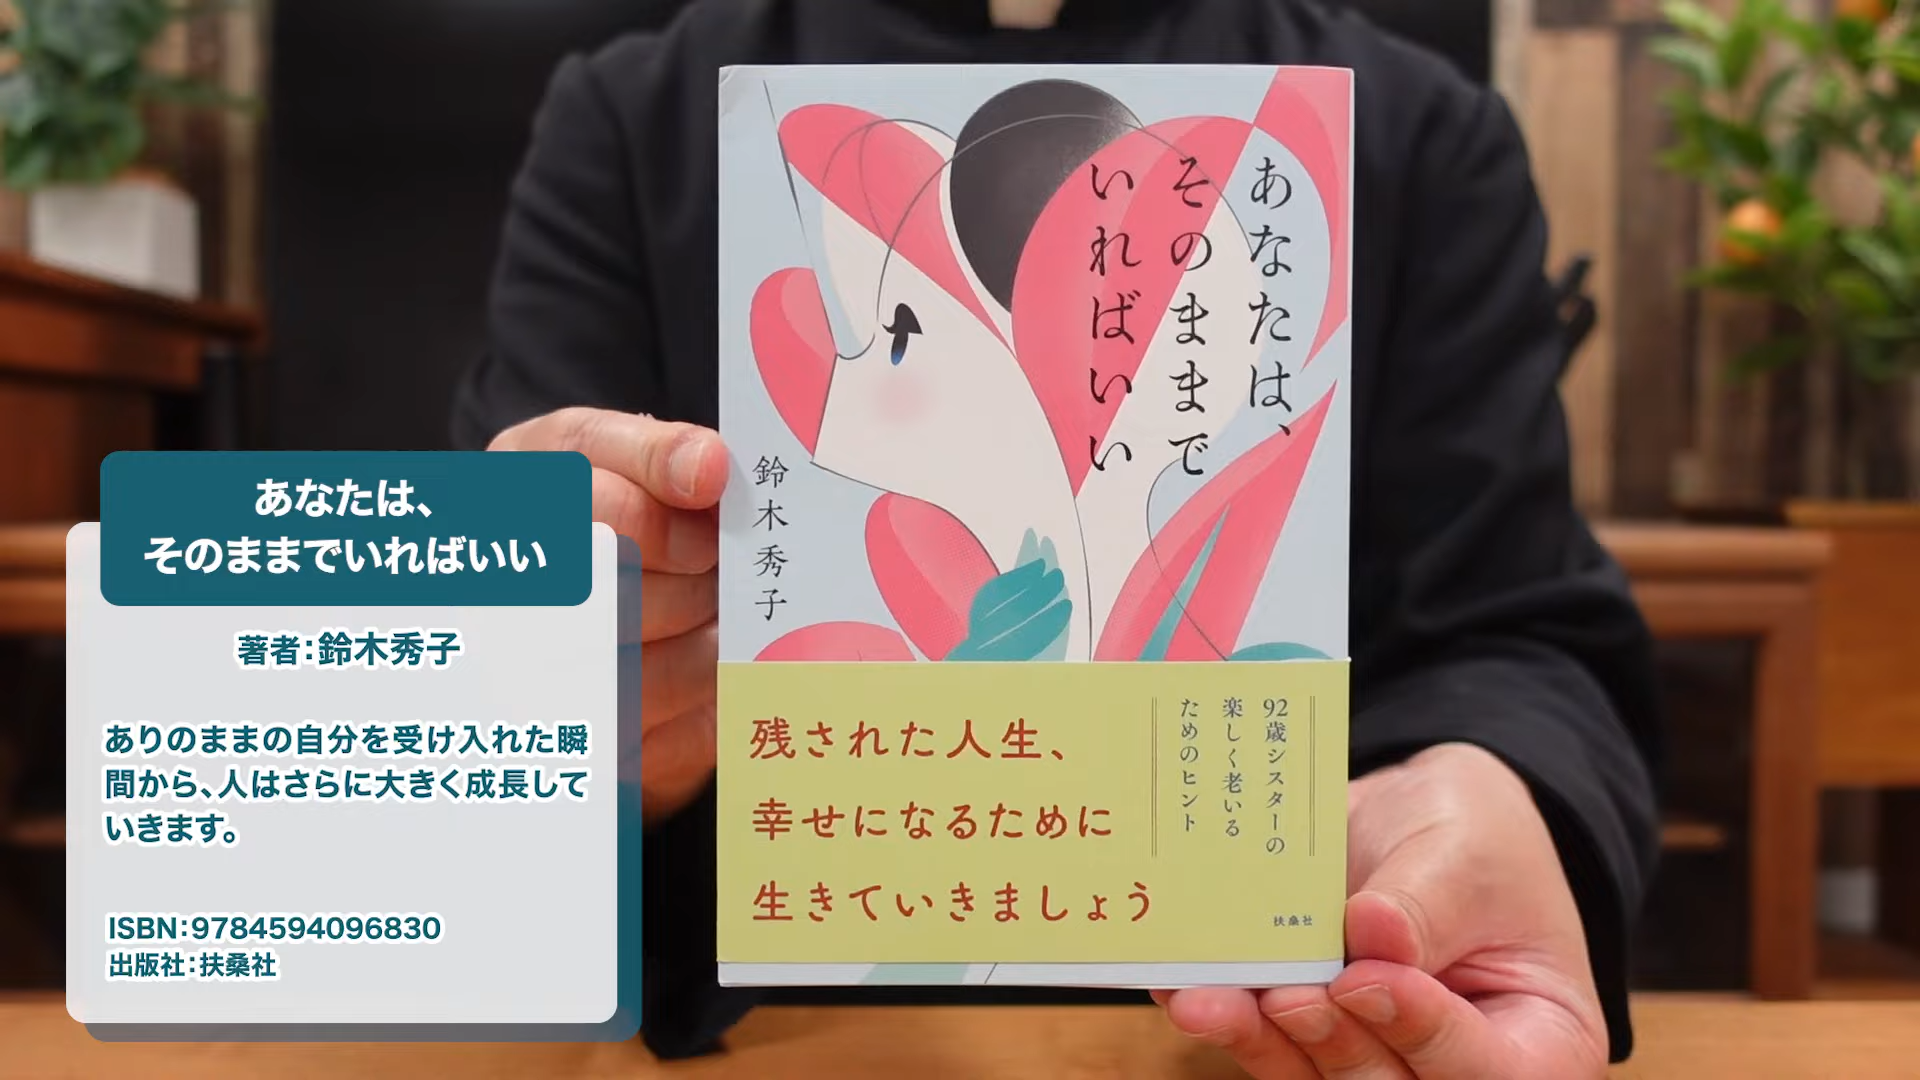 あなたは、
そのままで
いればいい
鈴木秀子
92歳シスターの
楽しく老いる
ためのヒント
残された人生、
幸せになるために
生きていきましょう
扶桑社
あなたは、
そのままでいればいい
著者：鈴木秀子
ありのままの自分を受け入れた瞬
間から、人はさらに大きく成長して
いきます。
ISBN：9784594096830
出版社：扶桑社